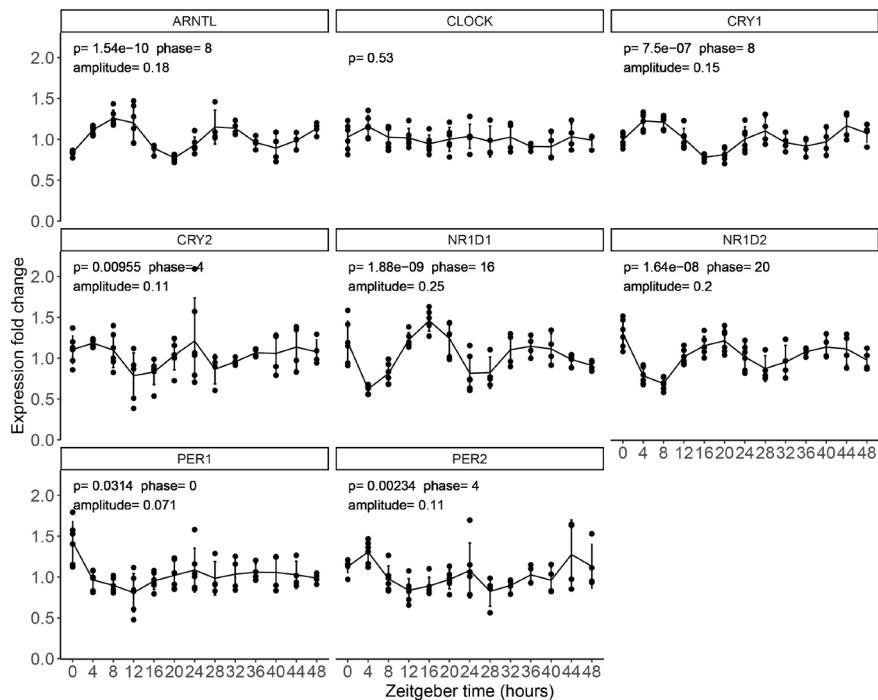 ARNTL
CLOCK
CRY1
p= 1.54e−10 phase= 8
amplitude= 0.18
p= 0.53
p= 7.5e−07 phase= 8
amplitude= 0.15
2.0
1.5
1.0
0.5
0.0
CRY2
NR1D1
NR1D2
p= 0.00955 phase= 4
amplitude= 0.11
p= 1.88e−09 phase= 16
amplitude= 0.25
p= 1.64e−08 phase= 20
amplitude= 0.2
2.0
1.5
1.0
0.5
0.0
Expression fold change
0 4 8 12 16 20 24 28 32 36 40 44 48
PER1
PER2
p= 0.0314 phase= 0
amplitude= 0.071
p= 0.00234 phase= 4
amplitude= 0.11
2.0
1.5
1.0
0.5
0.0
0 4 8 12 16 20 24 28 32 36 40 44 48
0 4 8 12 16 20 24 28 32 36 40 44 48
Zeitgeber time (hours)